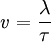 v = λ/τ